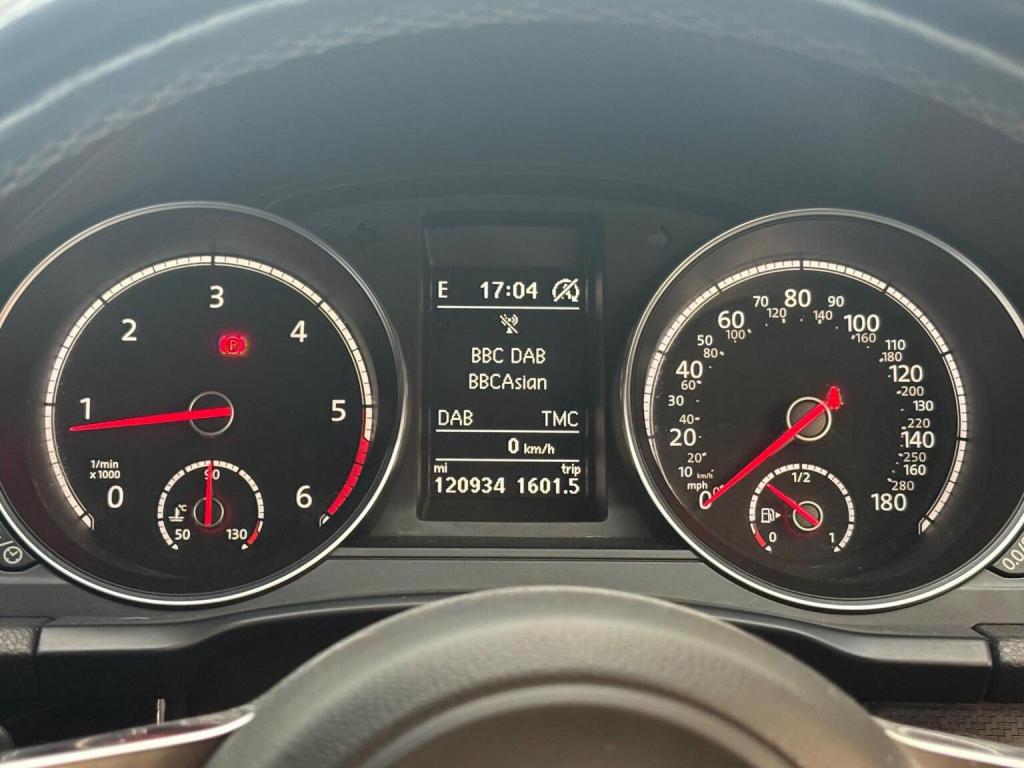 3
2
4
P
1
5
1/min
x 1000
90
0
6
°C
50
130
E 17:04
BBC DAB
BBCAsian
DAB TMC
0 km/h
mi trip
120934 1601.5
80
70 90
120 140
60 100
100 160
50 110
80 180
40 120
60 200
30 130
40 220
20 140
20 250
10 160
km/h 280
mph
0 180
1/2
0 1
0.0/